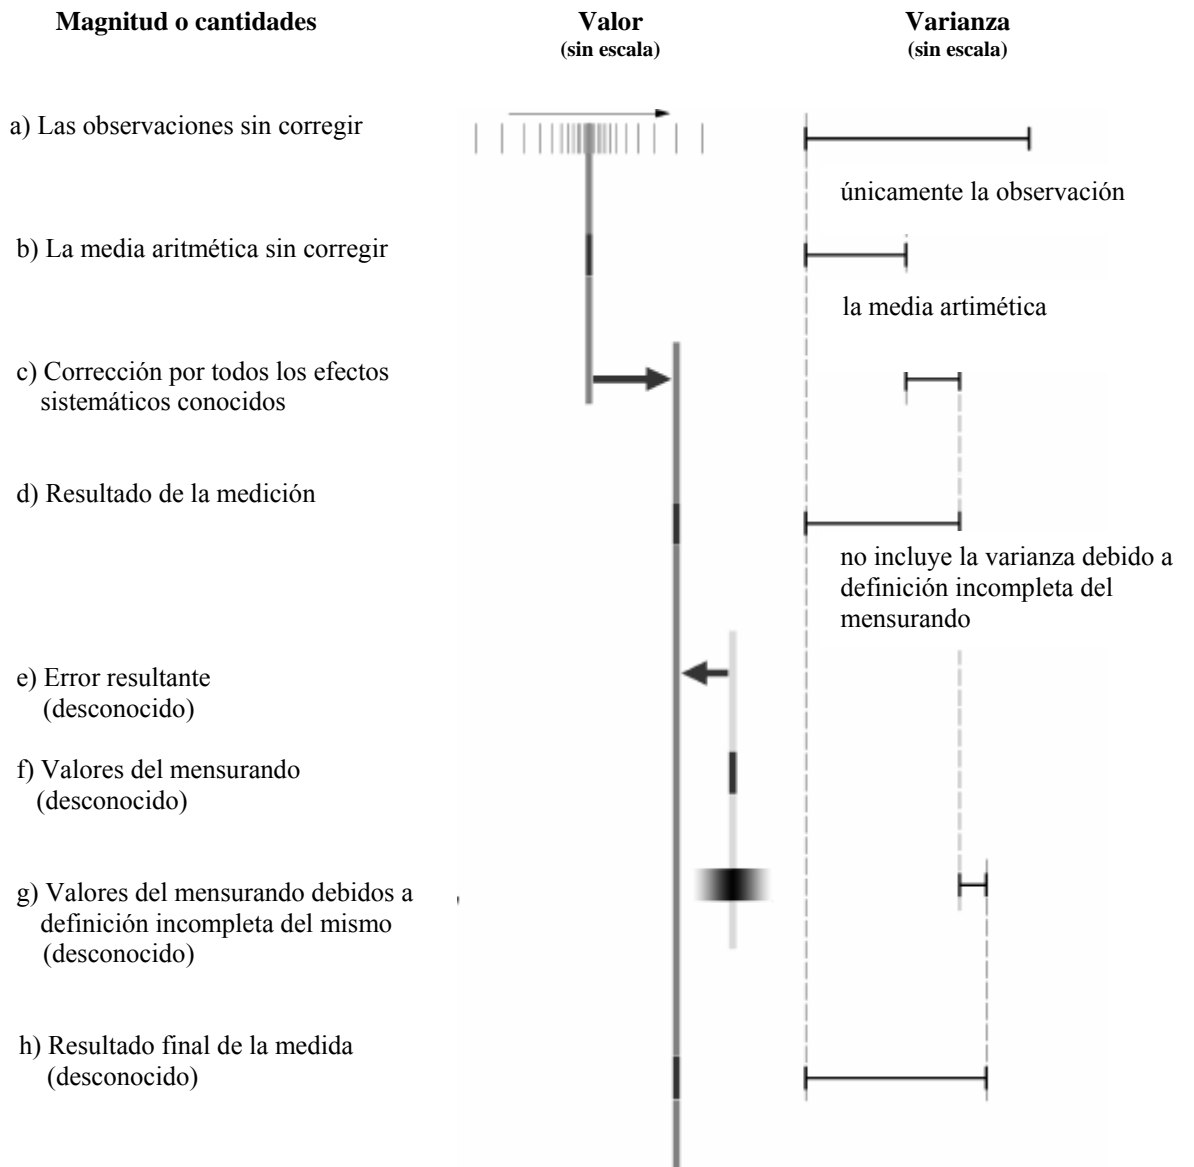 Magnitud o cantidades
Valor
(sin escala)
Varianza
(sin escala)
a) Las observaciones sin corregir
únicamente la observación
b) La media aritmética sin corregir
la media artimética
c) Corrección por todos los efectos
sistemáticos conocidos
d) Resultado de la medición
no incluye la varianza debido a
definición incompleta del
mensurando
e) Error resultante
(desconocido)
f) Valores del mensurando
(desconocido)
g) Valores del mensurando debidos a
definición incompleta del mismo
(desconocido)
h) Resultado final de la medida
(desconocido)